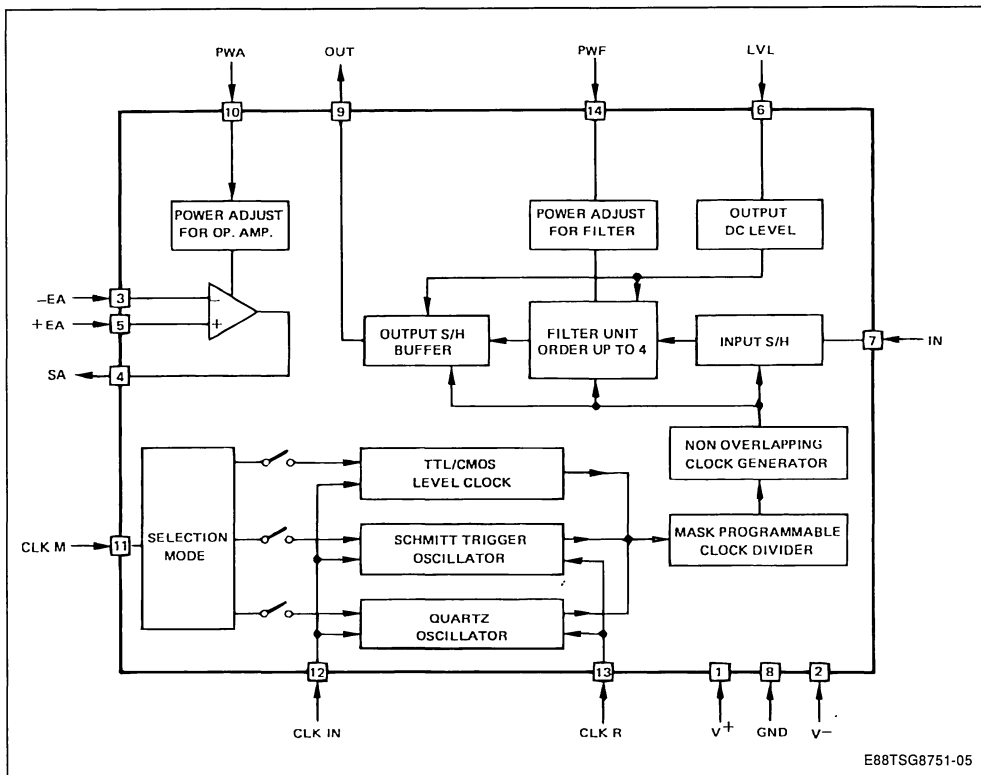 PWA OUT PWF LVL
10 9 14 6
POWER ADJUST
FOR OP. AMP.
POWER ADJUST
FOR FILTER
OUTPUT
DC LEVEL
−EA 3 −
+EA 5 +
SA 4
OUTPUT S/H
BUFFER
FILTER UNIT
ORDER UP TO 4
INPUT S/H
7 IN
NON OVERLAPPING
CLOCK GENERATOR
TTL/CMOS
LEVEL CLOCK
CLK M 11
SELECTION
MODE
SCHMITT TRIGGER
OSCILLATOR
MASK PROGRAMMABLE
CLOCK DIVIDER
QUARTZ
OSCILLATOR
12 13 1 8 2
CLK IN CLK R V+ GND V−
E88TSG8751-05